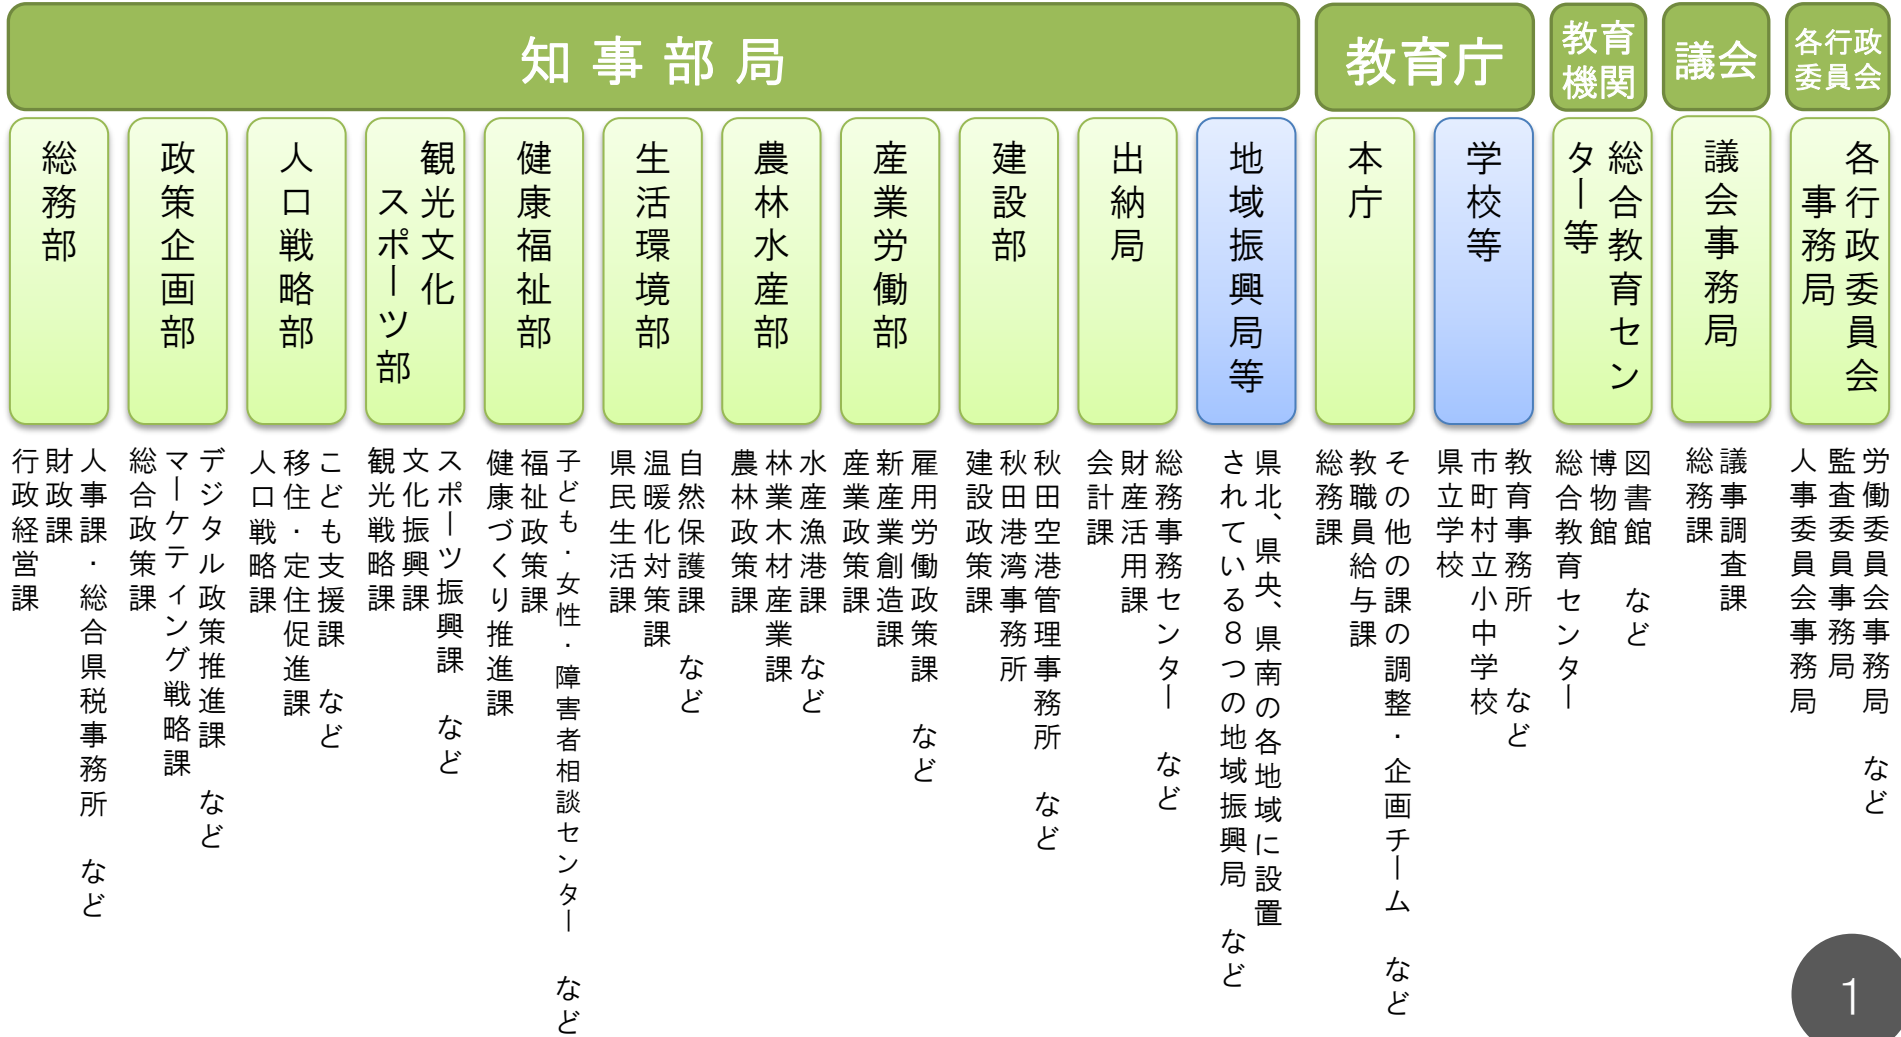 知事部局
教育庁
教育
機関
議会
各行政
委員会
総務部
政策企画部
人口戦略部
観光文化
スポーツ部
健康福祉部
生活環境部
農林水産部
産業労働部
建設部
出納局
地域振興局等
本庁
学校等
総合教育セン
ター等
議会事務局
各行政委員会
事務局
行政経営課
財政課
人事課・総合県税事務所　など
総合政策課
マーケティング戦略課
デジタル政策推進課　など
人口戦略課
移住・定住促進課
こども支援課　など
観光戦略課
文化振興課
スポーツ振興課　など
健康づくり推進課
福祉政策課
子ども・女性・障害者相談センター　など
県民生活課
温暖化対策課
自然保護課　など
農林政策課
林業木材産業課
水産漁港課　など
産業政策課
新産業創造課
雇用労働政策課　など
建設政策課
秋田港湾事務所
秋田空港管理事務所　など
会計課
財産活用課
総務事務センター　など
県北、県央、県南の各地域に設置
されている８つの地域振興局　など
総務課
教職員給与課
その他の課の調整・企画チーム　など
県立学校
市町村立小中学校
教育事務所　など
総合教育センター
博物館
図書館　など
総務課
議事調査課
人事委員会事務局
監査委員事務局
労働委員会事務局　など
1